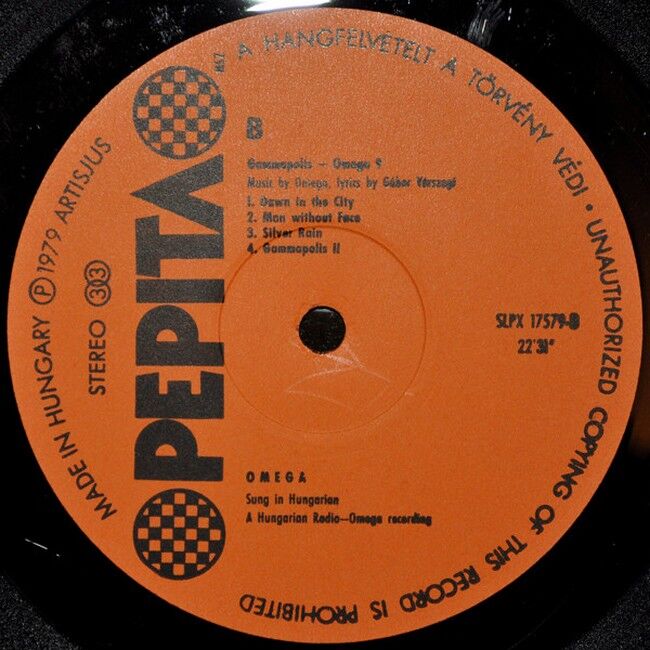 A HANGFELVÉTELT A TÖRVÉNY VÉDI • UNAUTHORIZED COPYING OF THIS RECORD IS PROHIBITED
MADE IN HUNGARY Ⓟ 1979 ARTISJUS
STEREO 33
PEPITA
MSZ
B
Gammapolis – Omega 9
Music by Omega, lyrics by Gábor Várszegi
1. Dawn in the City
2. Man without Face
3. Silver Rain
4. Gammapolis II
SLPX 17579-B
22'31"
OMEGA
Sung in Hungarian
A Hungarian Radio—Omega recording